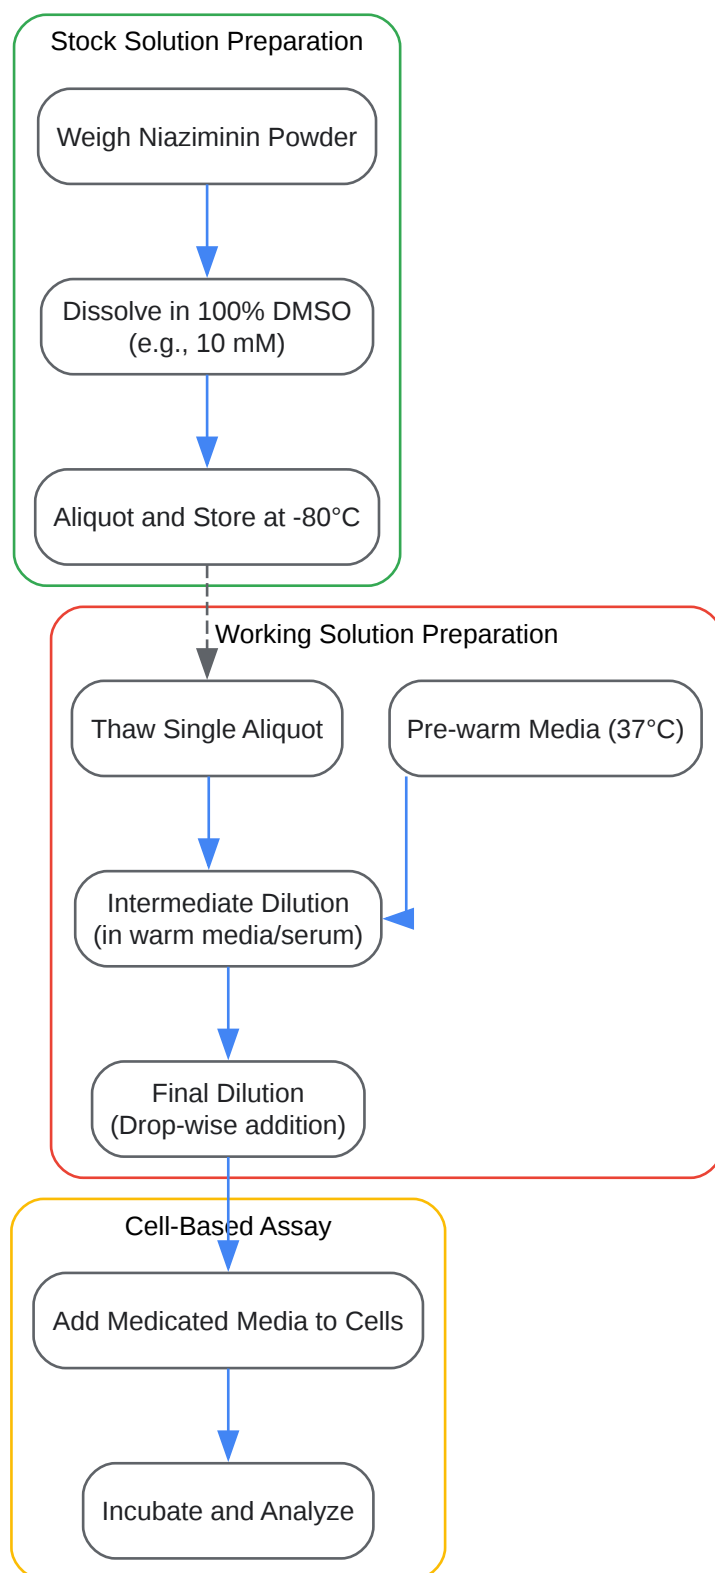 Stock Solution Preparation
Weigh Niaziminin Powder
Dissolve in 100% DMSO
(e.g., 10 mM)
Aliquot and Store at -80°C
Working Solution Preparation
Thaw Single Aliquot
Pre-warm Media (37°C)
Intermediate Dilution
(in warm media/serum)
Final Dilution
(Drop-wise addition)
Cell-Based Assay
Add Medicated Media to Cells
Incubate and Analyze